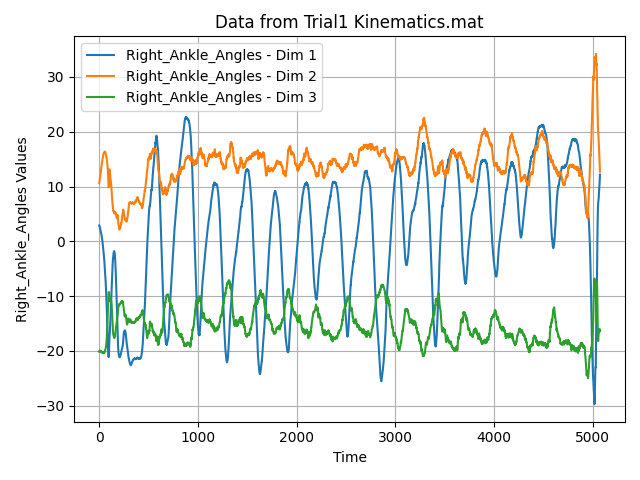 Data from Trial1 Kinematics.mat
Right_Ankle_Angles - Dim 1
Right_Ankle_Angles - Dim 2
Right_Ankle_Angles - Dim 3
Right_Ankle_Angles Values
30
20
10
0
−10
−20
−30
0
1000
2000
3000
4000
5000
Time